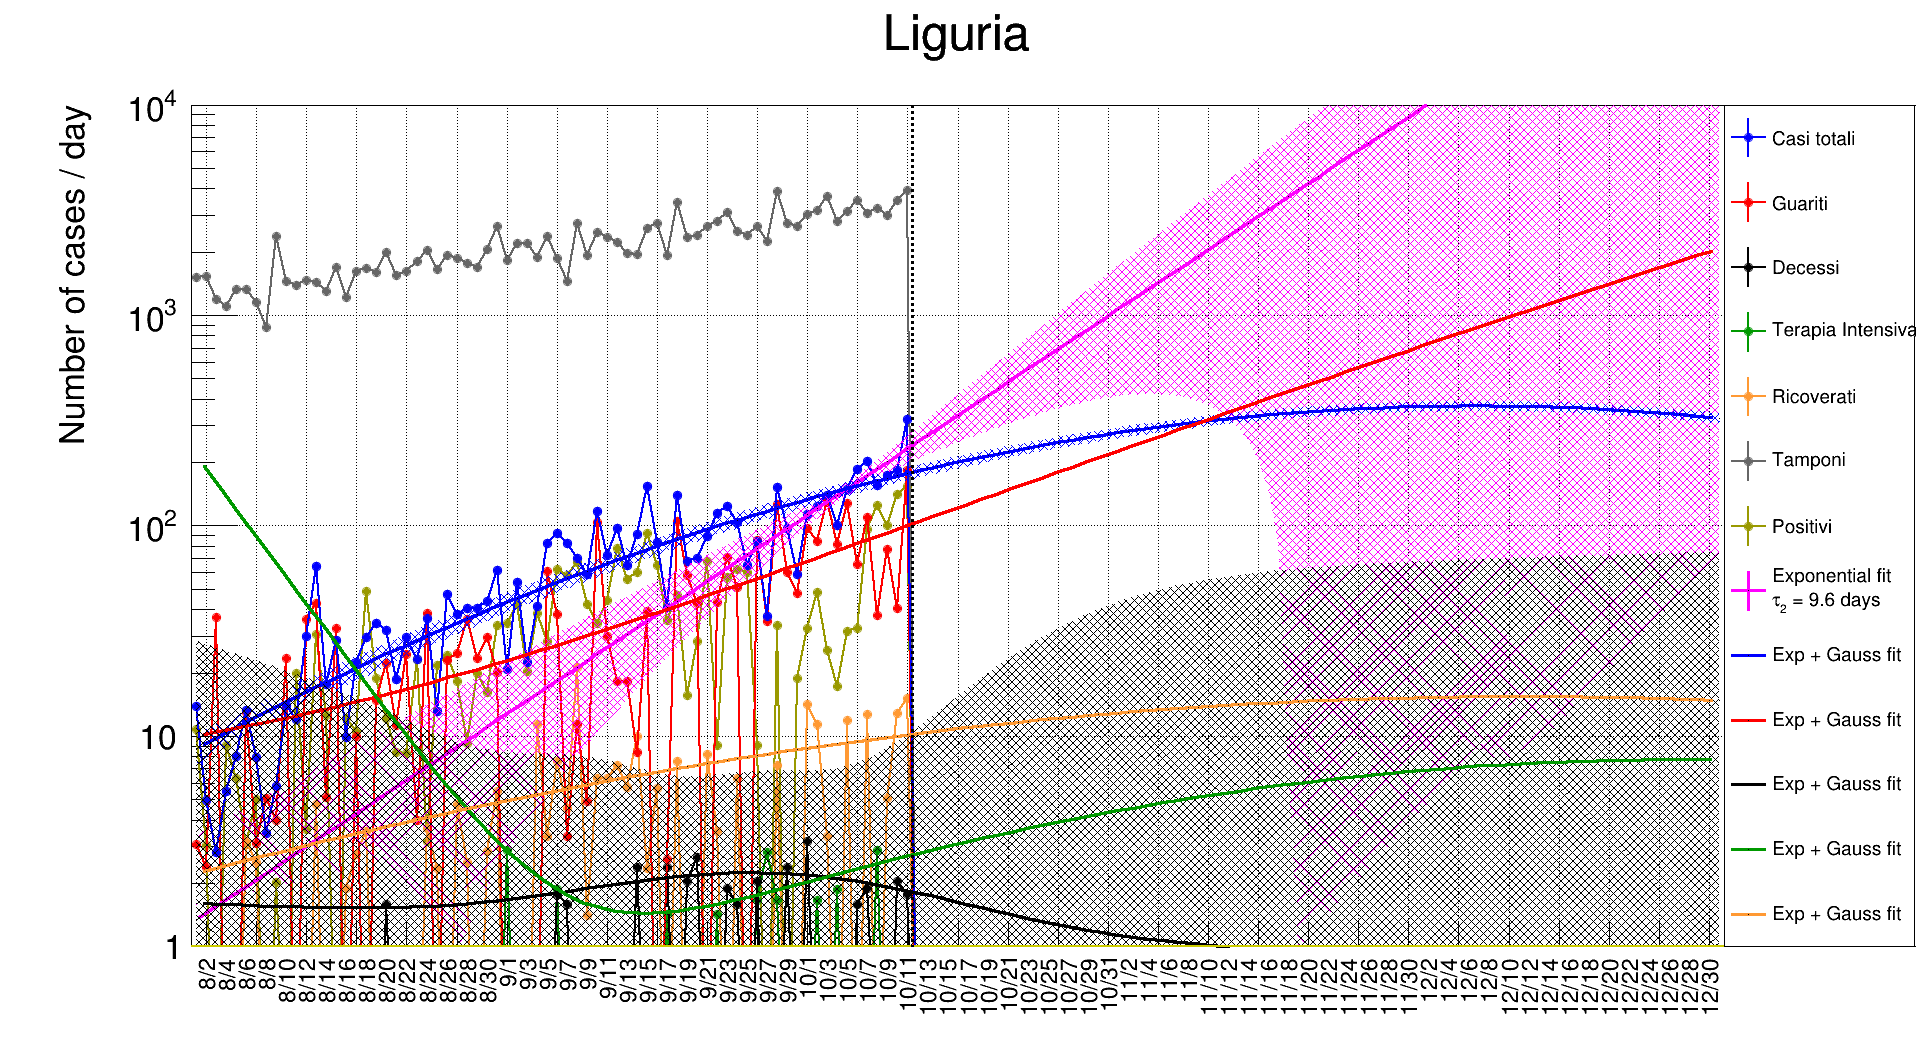 Liguria
Number of cases / day
10^4
10^3
10^2
10
1
8/2 8/4 8/6 8/8 8/10 8/12 8/14 8/16 8/18 8/20 8/22 8/24 8/26 8/28 8/30 9/1 9/3 9/5 9/7 9/9 9/11 9/13 9/15 9/17 9/19 9/21 9/23 9/25 9/27 9/29 10/1 10/3 10/5 10/7 10/9 10/11 10/13 10/15 10/17 10/19 10/21 10/23 10/25 10/27 10/29 10/31 11/2 11/4 11/6 11/8 11/10 11/12 11/14 11/16 11/18 11/20 11/22 11/24 11/26 11/28 11/30 12/2 12/4 12/6 12/8 12/10 12/12 12/14 12/16 12/18 12/20 12/22 12/24 12/26 12/28 12/30
Casi totali
Guariti
Decessi
Terapia Intensiva
Ricoverati
Tamponi
Positivi
Exponential fit
τ₂ = 9.6 days
Exp + Gauss fit
Exp + Gauss fit
Exp + Gauss fit
Exp + Gauss fit
Exp + Gauss fit